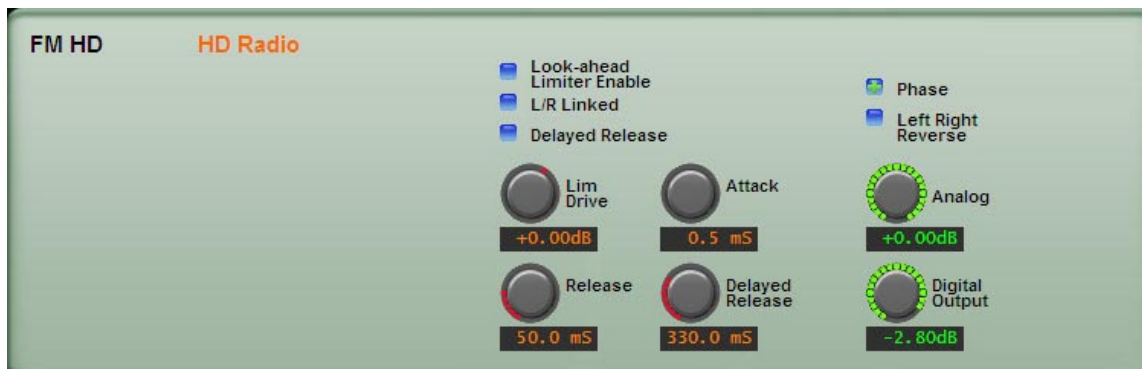 FM HD
HD Radio
Look-ahead
Limiter Enable
L/R Linked
Delayed Release
Phase
Left Right
Reverse
Lim
Drive
+0.00dB
Attack
0.5 mS
Analog
+0.00dB
Release
50.0 mS
Delayed
Release
330.0 mS
Digital
Output
-2.80dB